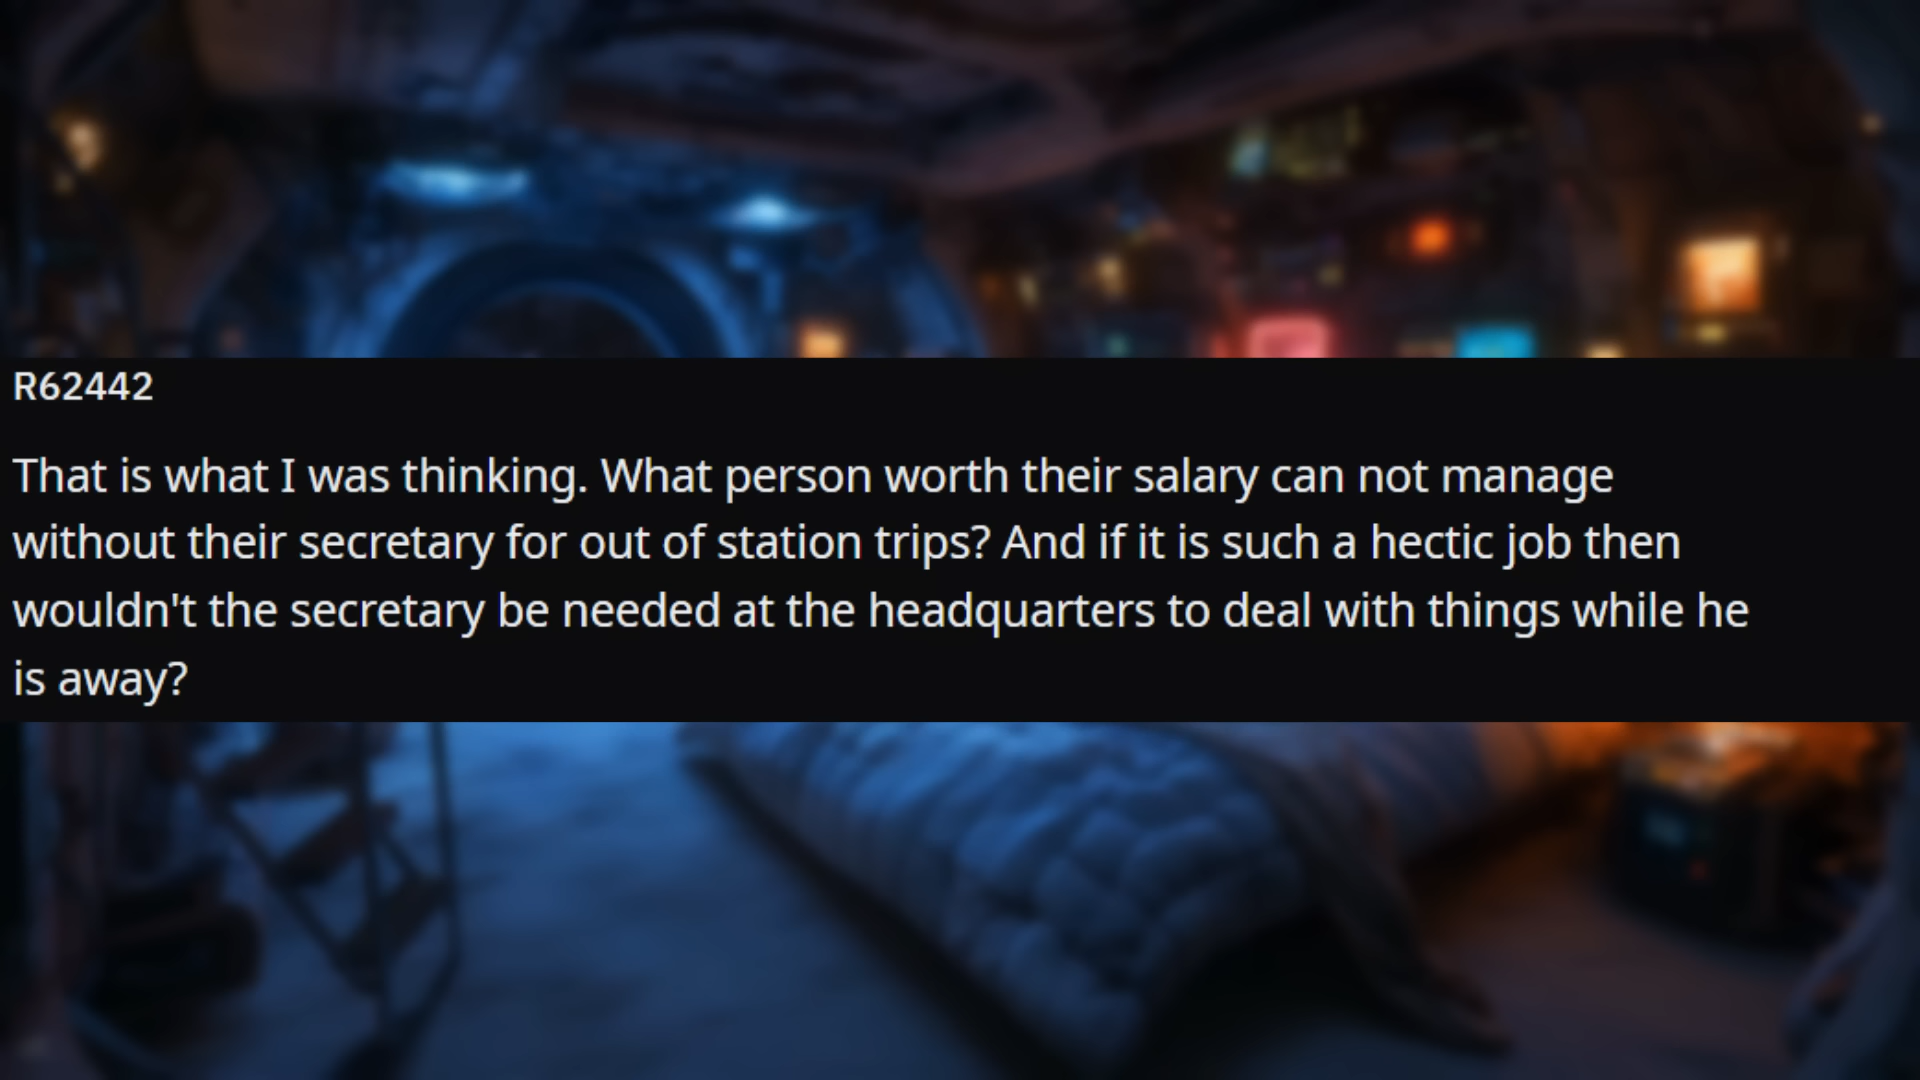 R62442
That is what I was thinking. What person worth their salary can not manage
without their secretary for out of station trips? And if it is such a hectic job then
wouldn't the secretary be needed at the headquarters to deal with things while he
is away?